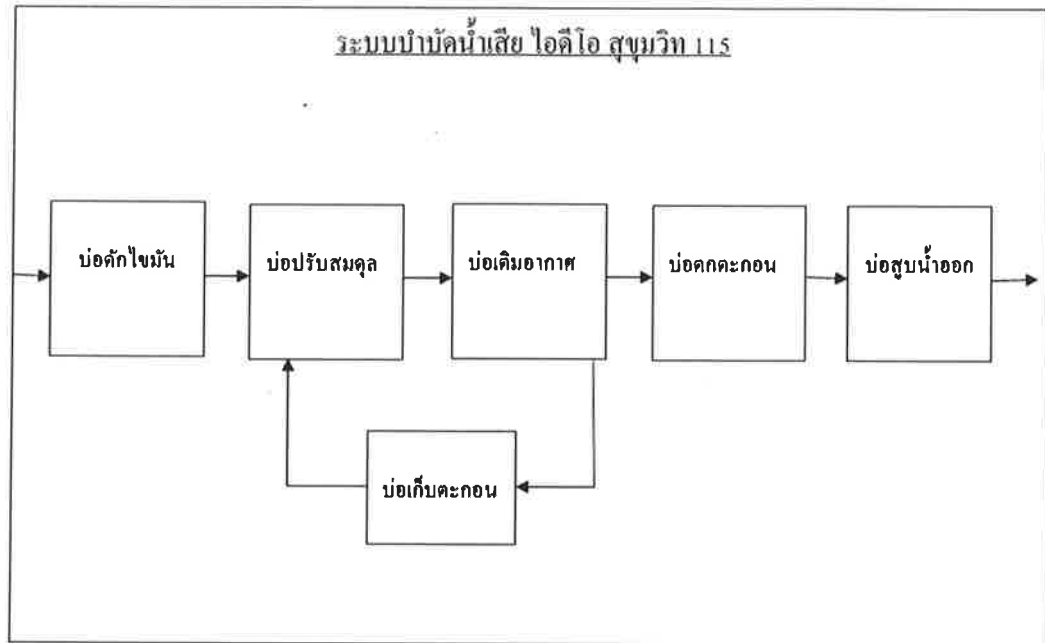 ระบบบำบัดน้ำเสีย ไอดีโอ สุขุมวิท 115
บ่อดักไขมัน
บ่อปรับสมดุล
บ่อเติมอากาศ
บ่อตกตะกอน
บ่อสูบน้ำออก
บ่อเก็บตะกอน